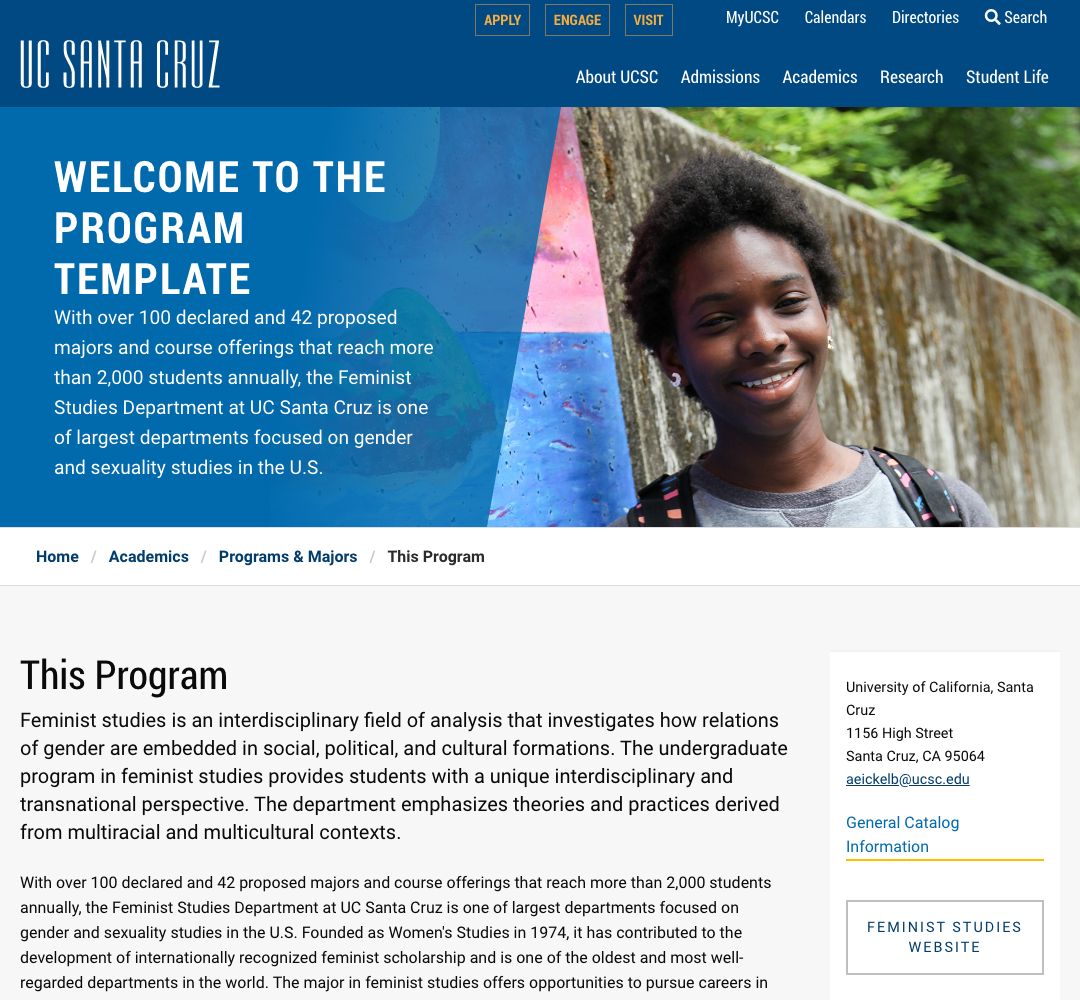 APPLY ENGAGE VISIT MyUCSC Calendars Directories Search
UC SANTA CRUZ
About UCSC Admissions Academics Research Student Life
WELCOME TO THE
PROGRAM
TEMPLATE
With over 100 declared and 42 proposed
majors and course offerings that reach more
than 2,000 students annually, the Feminist
Studies Department at UC Santa Cruz is one
of largest departments focused on gender
and sexuality studies in the U.S.
Home / Academics / Programs & Majors / This Program
This Program
Feminist studies is an interdisciplinary field of analysis that investigates how relations
of gender are embedded in social, political, and cultural formations. The undergraduate
program in feminist studies provides students with a unique interdisciplinary and
transnational perspective. The department emphasizes theories and practices derived
from multiracial and multicultural contexts.
With over 100 declared and 42 proposed majors and course offerings that reach more than 2,000 students
annually, the Feminist Studies Department at UC Santa Cruz is one of largest departments focused on
gender and sexuality studies in the U.S. Founded as Women's Studies in 1974, it has contributed to the
development of internationally recognized feminist scholarship and is one of the oldest and most well-
regarded departments in the world. The major in feminist studies offers opportunities to pursue careers in
University of California, Santa
Cruz
1156 High Street
Santa Cruz, CA 95064
aeickelb@ucsc.edu
General Catalog
Information
FEMINIST STUDIES
WEBSITE